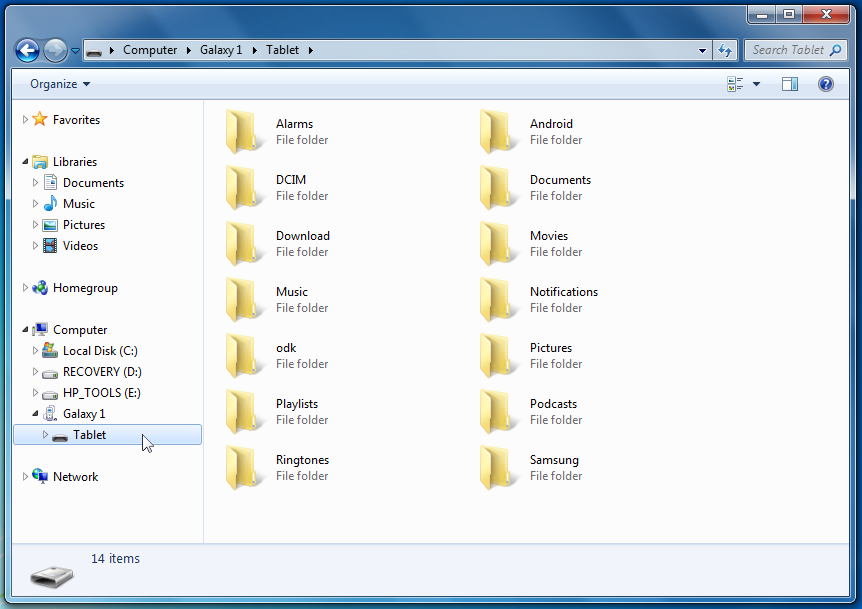 Computer Galaxy 1 Tablet
Search Tablet
Organize
Favorites
Libraries
Documents
Music
Pictures
Videos
Homegroup
Computer
Local Disk (C:)
RECOVERY (D:)
HP_TOOLS (E:)
Galaxy 1
Tablet
Network
Alarms
File folder
Android
File folder
DCIM
File folder
Documents
File folder
Download
File folder
Movies
File folder
Music
File folder
Notifications
File folder
odk
File folder
Pictures
File folder
Playlists
File folder
Podcasts
File folder
Ringtones
File folder
Samsung
File folder
14 items